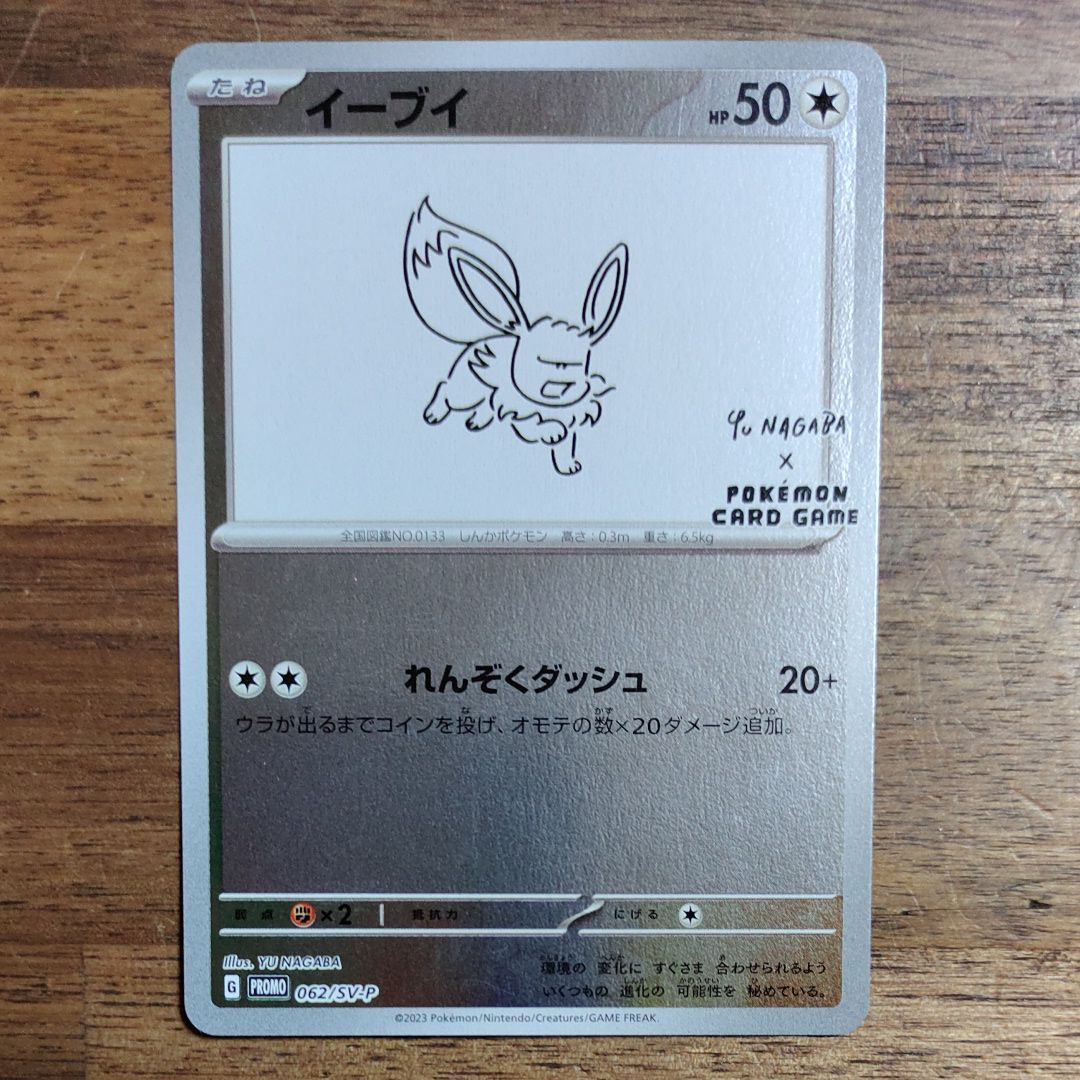 たね
イーブイ
HP50
Yu NAGABA
×
POKÉMON
CARD GAME
全国図鑑NO.0133 しんかポケモン 高さ：0.3m 重さ：6.5kg
れんぞくダッシュ 20+
ウラが出るまでコインを投げ、オモテの数×20ダメージ追加。
弱点 ×2 抵抗力 にげる
Illus. YU NAGABA
G PROMO 062/SV-P
環境の 変化に すぐさま 合わせられるよう
いくつもの 進化の 可能性を 秘めている。
©2023 Pokémon/Nintendo/Creatures/GAME FREAK.